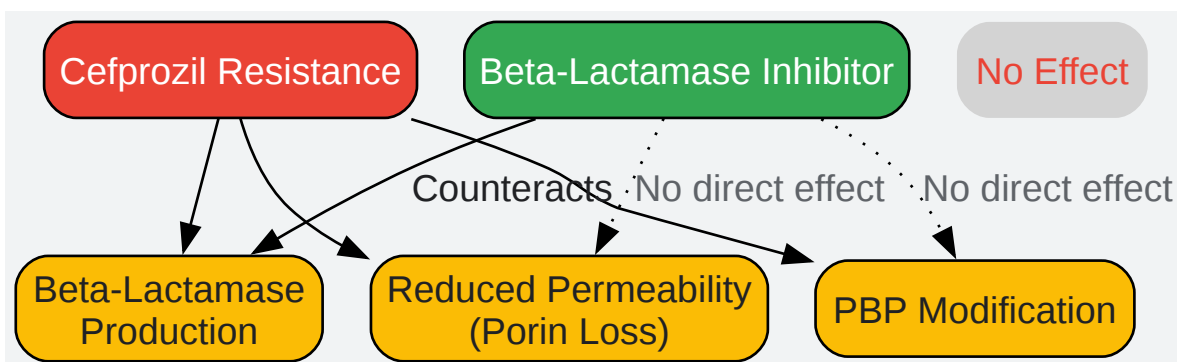 Cefprozil Resistance
Beta-Lactamase Inhibitor
No Effect
Counteracts
No direct effect
No direct effect
Beta-Lactamase
Production
Reduced Permeability
(Porin Loss)
PBP Modification